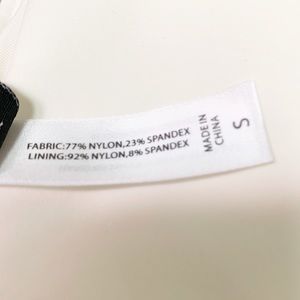 FABRIC:77% NYLON,23% SPANDEX
LINING:92% NYLON,8% SPANDEX
MADE IN
CHINA
S